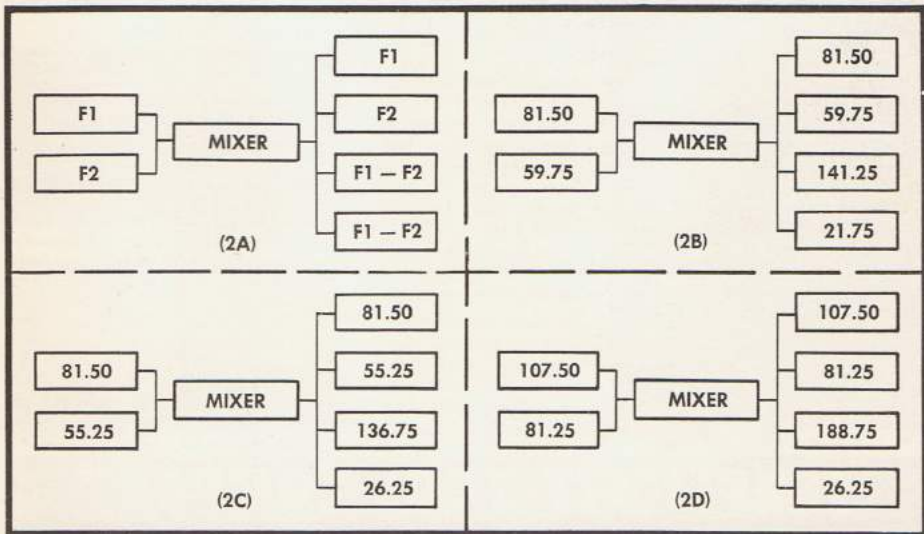 F1
F2
MIXER
F1
F2
F1 — F2
F1 — F2
(2A)
81.50
59.75
MIXER
81.50
59.75
141.25
21.75
(2B)
81.50
55.25
MIXER
81.50
55.25
136.75
26.25
(2C)
107.50
81.25
MIXER
107.50
81.25
188.75
26.25
(2D)